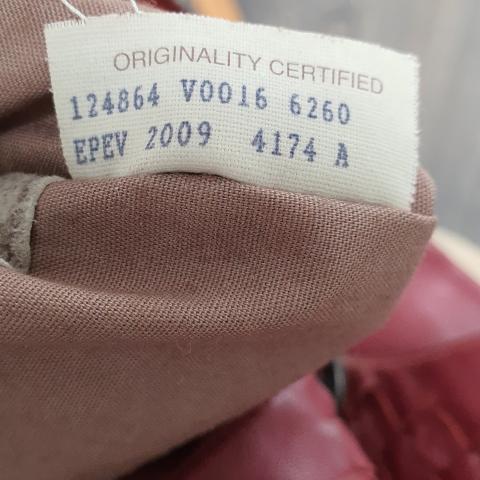 ORIGINALITY CERTIFIED
124864 V0016 6260
EPEV 2009 4174 A